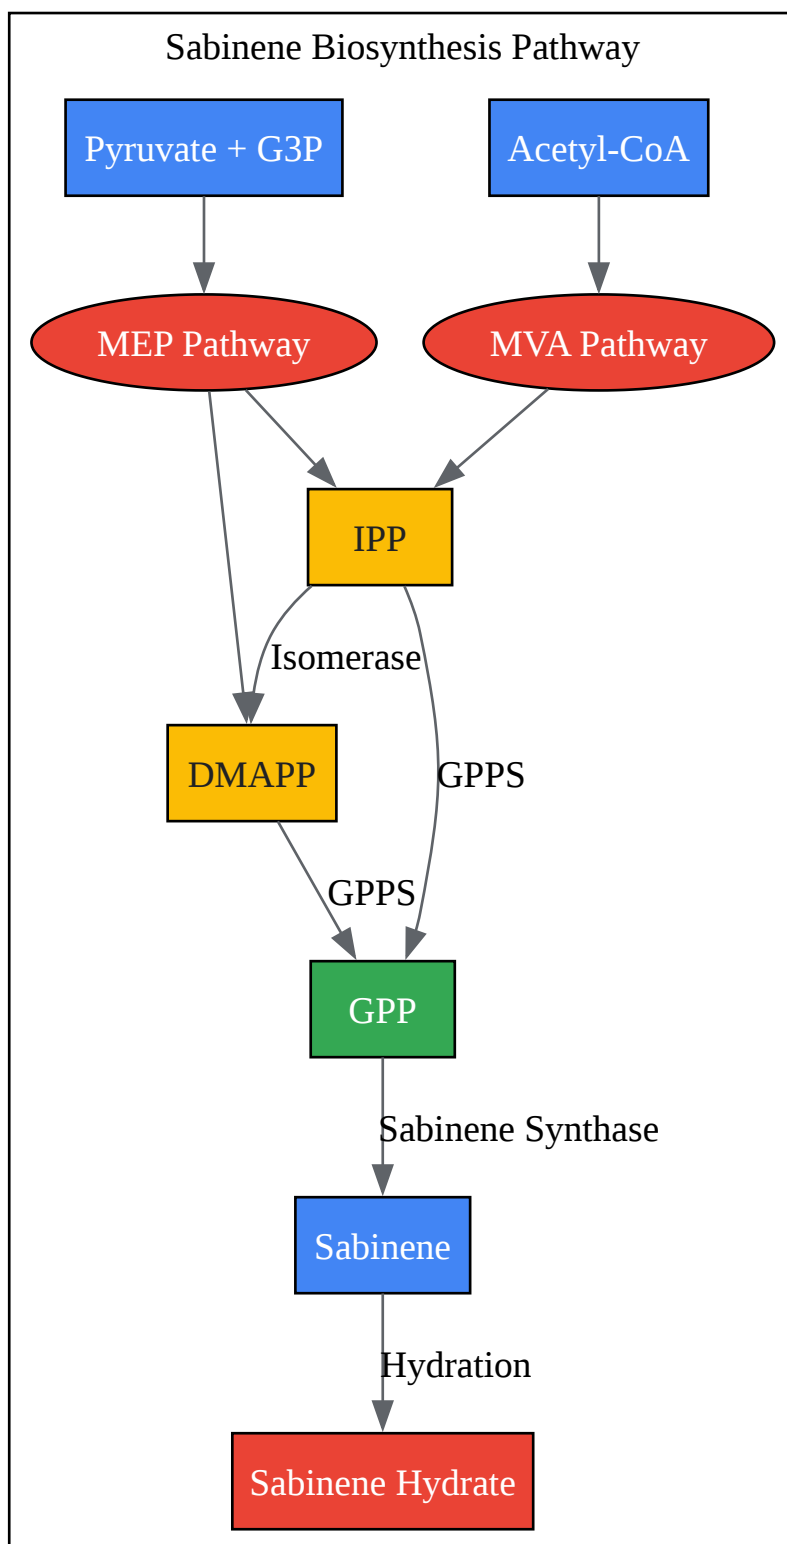 Sabinene Biosynthesis Pathway
Pyruvate + G3P
Acetyl-CoA
MEP Pathway
MVA Pathway
IPP
Isomerase
DMAPP
GPPS
GPPS
GPP
Sabinene Synthase
Sabinene
Hydration
Sabinene Hydrate